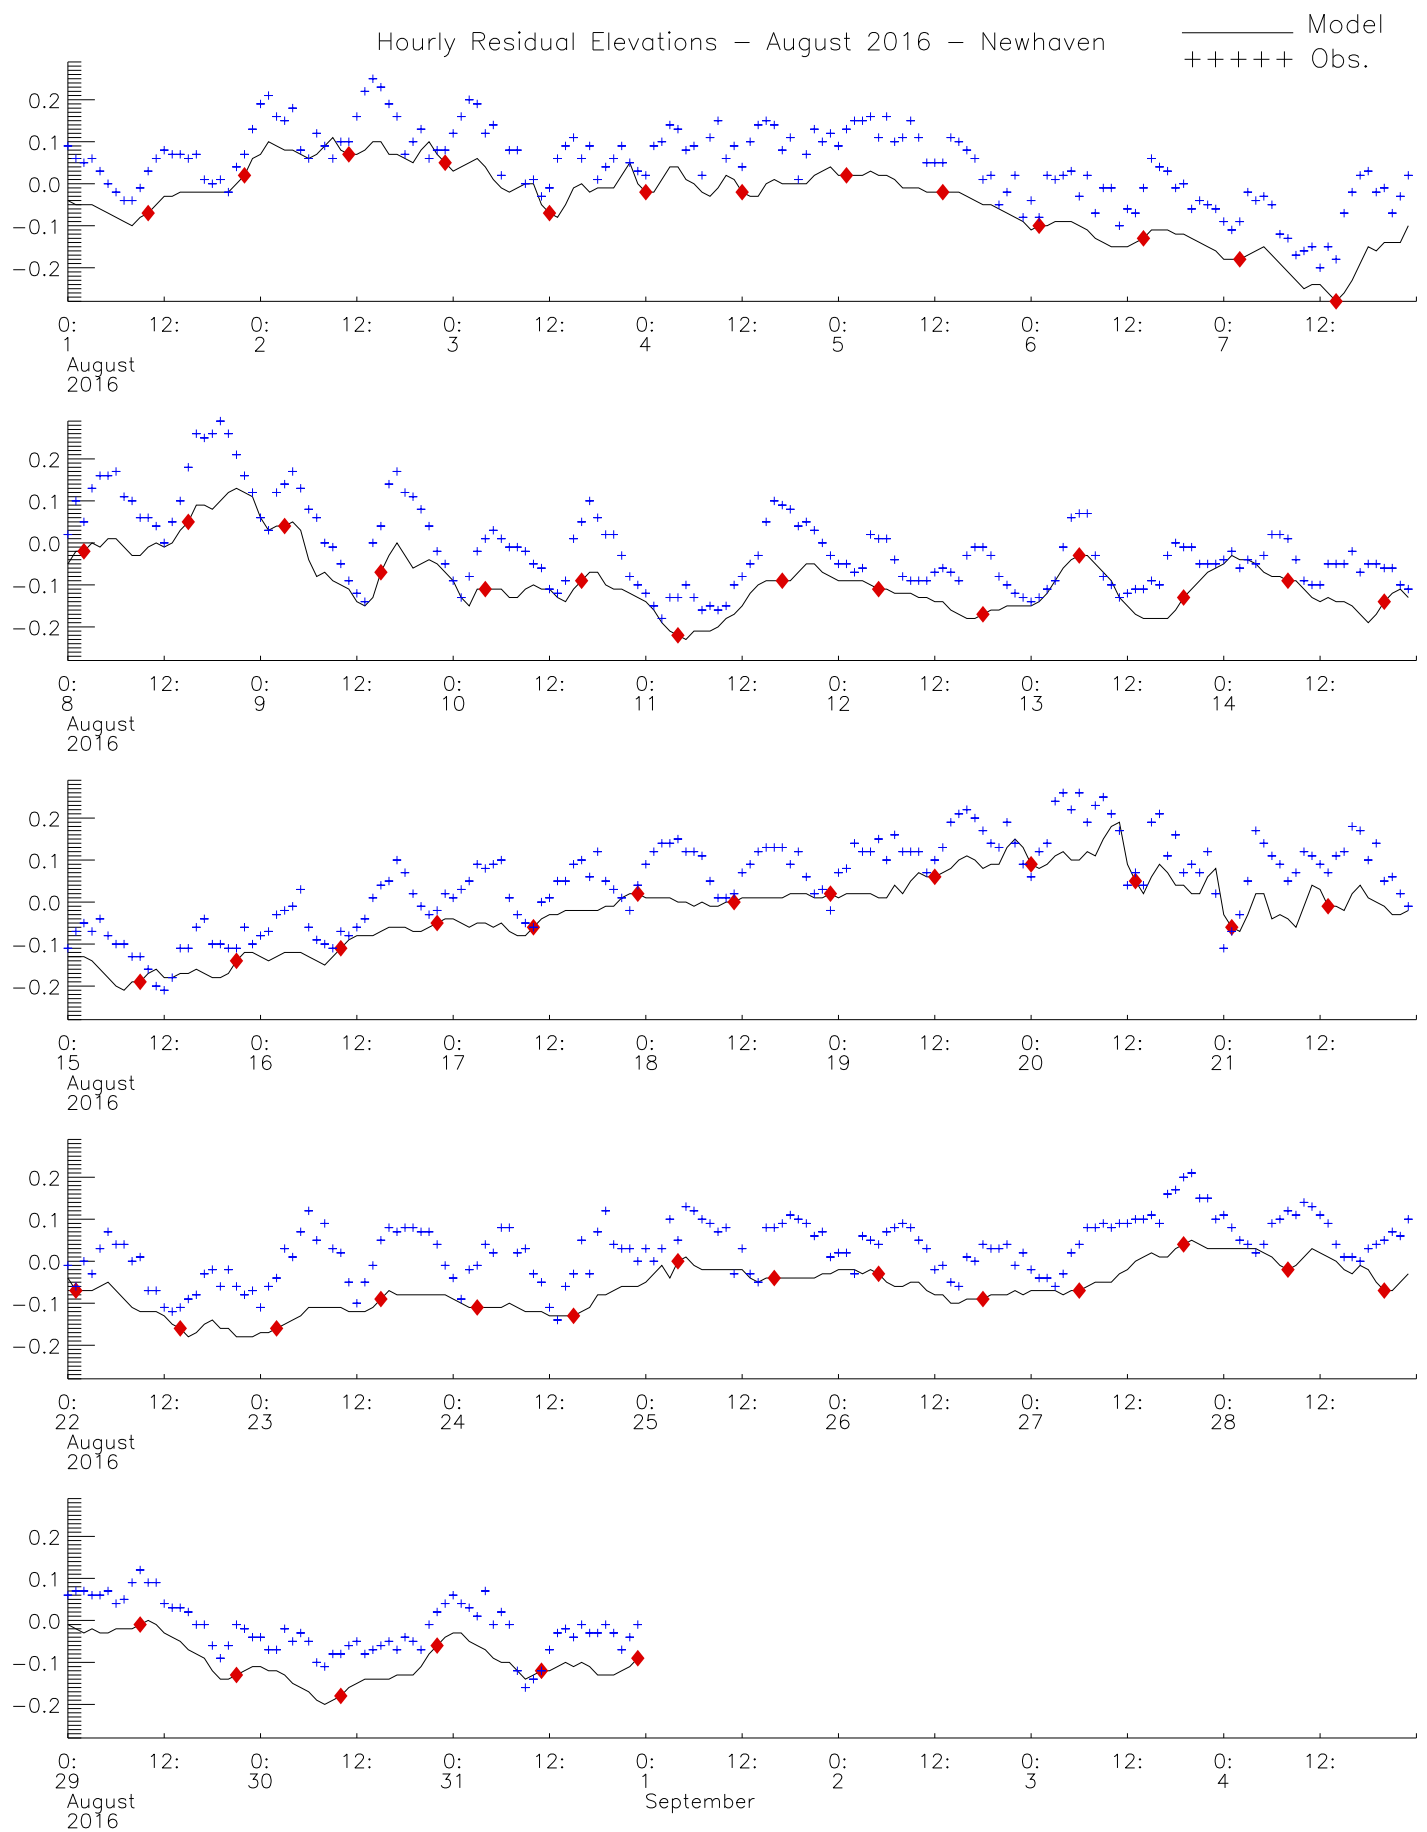 Hourly Residual Elevations – August 2016 – Newhaven
Model
+++++ Obs.
0.2
0.1
0.0
−0.1
−0.2
0: 12: 0: 12: 0: 12: 0: 12: 0: 12: 0: 12: 0: 12:
1 2 3 4 5 6 7
August
2016
0.2
0.1
0.0
−0.1
−0.2
0: 12: 0: 12: 0: 12: 0: 12: 0: 12: 0: 12: 0: 12:
8 9 10 11 12 13 14
August
2016
0.2
0.1
0.0
−0.1
−0.2
0: 12: 0: 12: 0: 12: 0: 12: 0: 12: 0: 12: 0: 12:
15 16 17 18 19 20 21
August
2016
0.2
0.1
0.0
−0.1
−0.2
0: 12: 0: 12: 0: 12: 0: 12: 0: 12: 0: 12: 0: 12:
22 23 24 25 26 27 28
August
2016
0.2
0.1
0.0
−0.1
−0.2
0: 12: 0: 12: 0: 12: 0: 12: 0: 12: 0: 12: 0: 12:
29 30 31 1 2 3 4
August September
2016